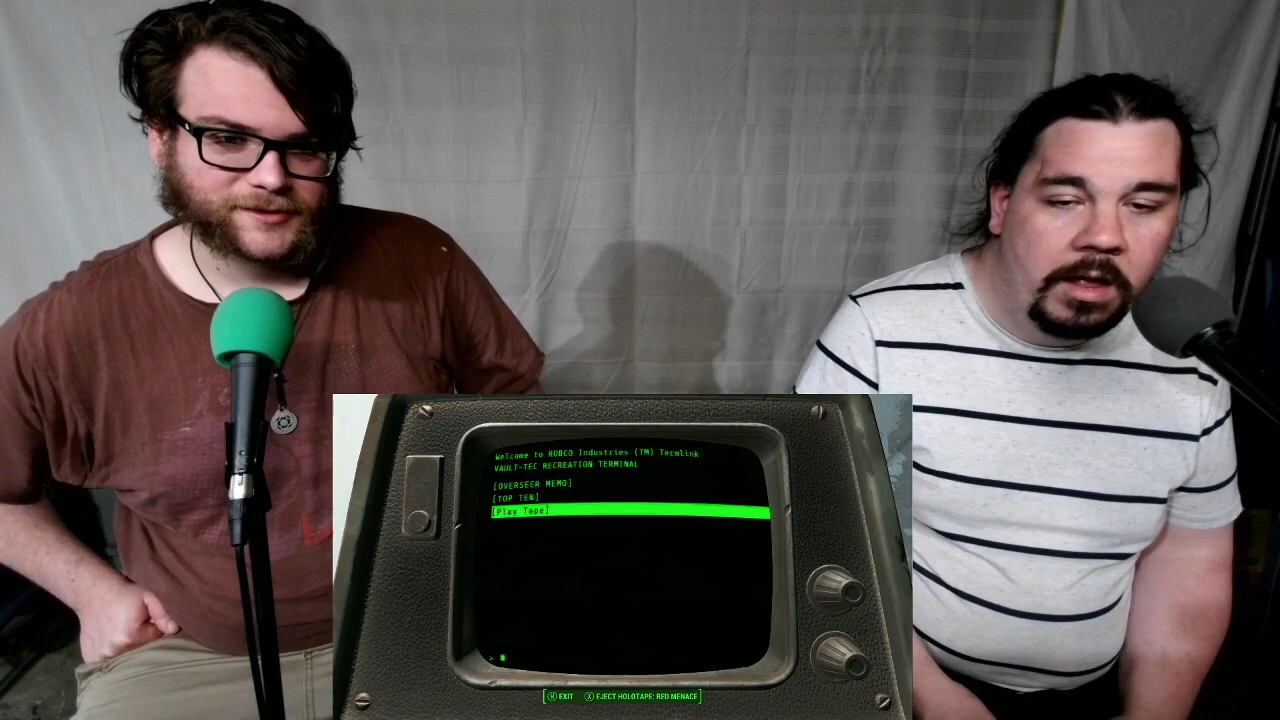 Welcome to ROBCO Industries (TM) Termlink
VAULT-TEC RECREATION TERMINAL
[OVERSEER MEMO]
[TOP TEN]
[Play Tape]
>
(H) EXIT (X) EJECT HOLOTAPE: RED MENACE